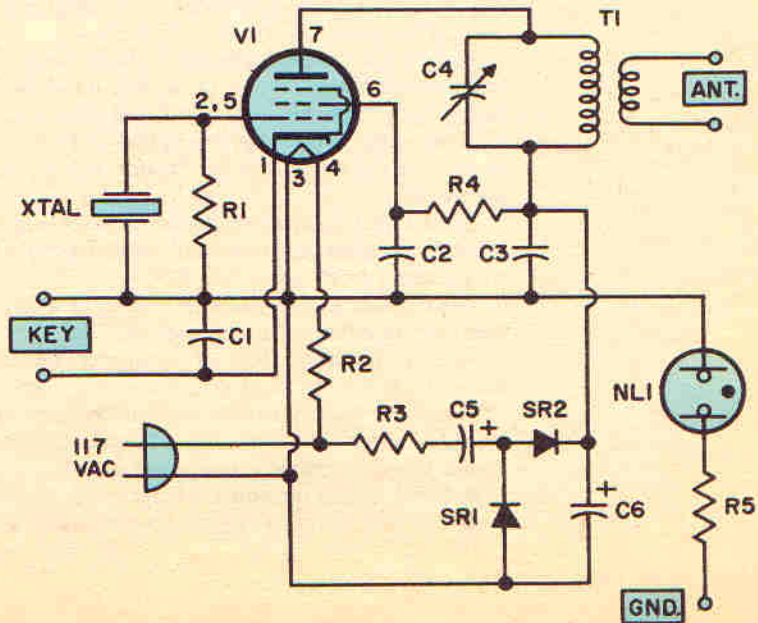 T1
V1
7
C4
6
ANT.
2,5
1
3
4
XTAL
R1
R4
C2
C3
KEY
C1
R2
NL1
R3
C5
+
SR2
117
VAC
+
SR1
C6
R5
GND.